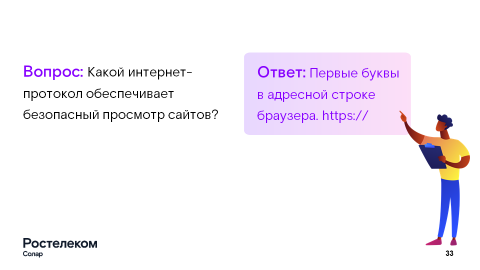 Вопрос: Какой интернет-
протокол обеспечивает
безопасный просмотр сайтов?
Ответ: Первые буквы
в адресной строке
браузера. https://
Ростелеком
Солар
33